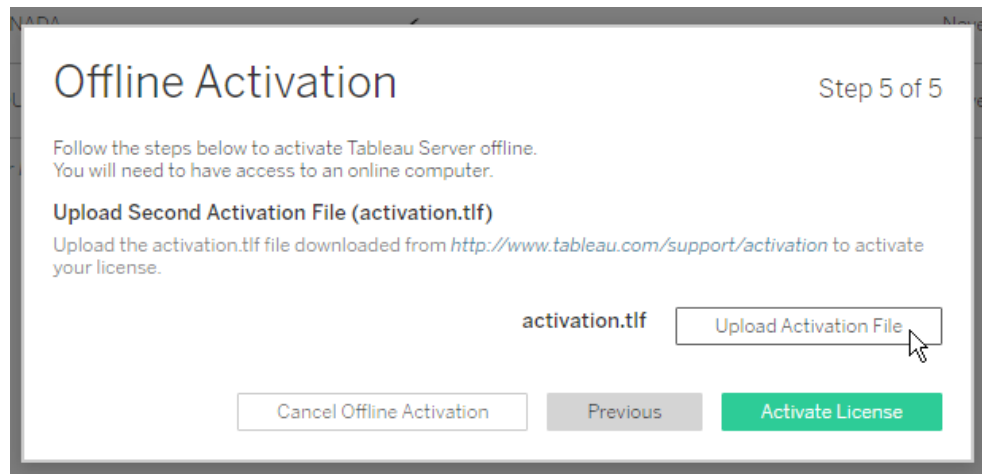 Offline Activation
Step 5 of 5
Follow the steps below to activate Tableau Server offline.
You will need to have access to an online computer.
Upload Second Activation File (activation.tlf)
Upload the activation.tlf file downloaded from http://www.tableau.com/support/activation to activate
your license.
activation.tlf
Upload Activation File
Cancel Offline Activation
Previous
Activate License